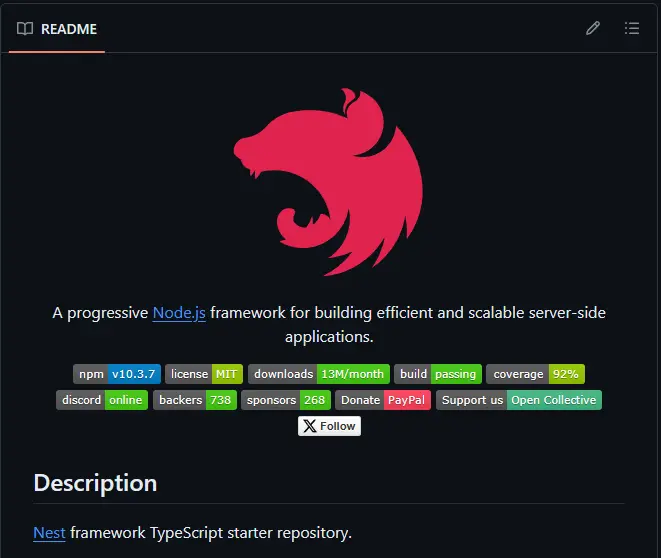 README
A progressive Node.js framework for building efficient and scalable server-side
applications.
npm v10.3.7 license MIT downloads 13M/month build passing coverage 92%
discord online backers 738 sponsors 268 Donate PayPal Support us Open Collective
Follow
Description
Nest framework TypeScript starter repository.